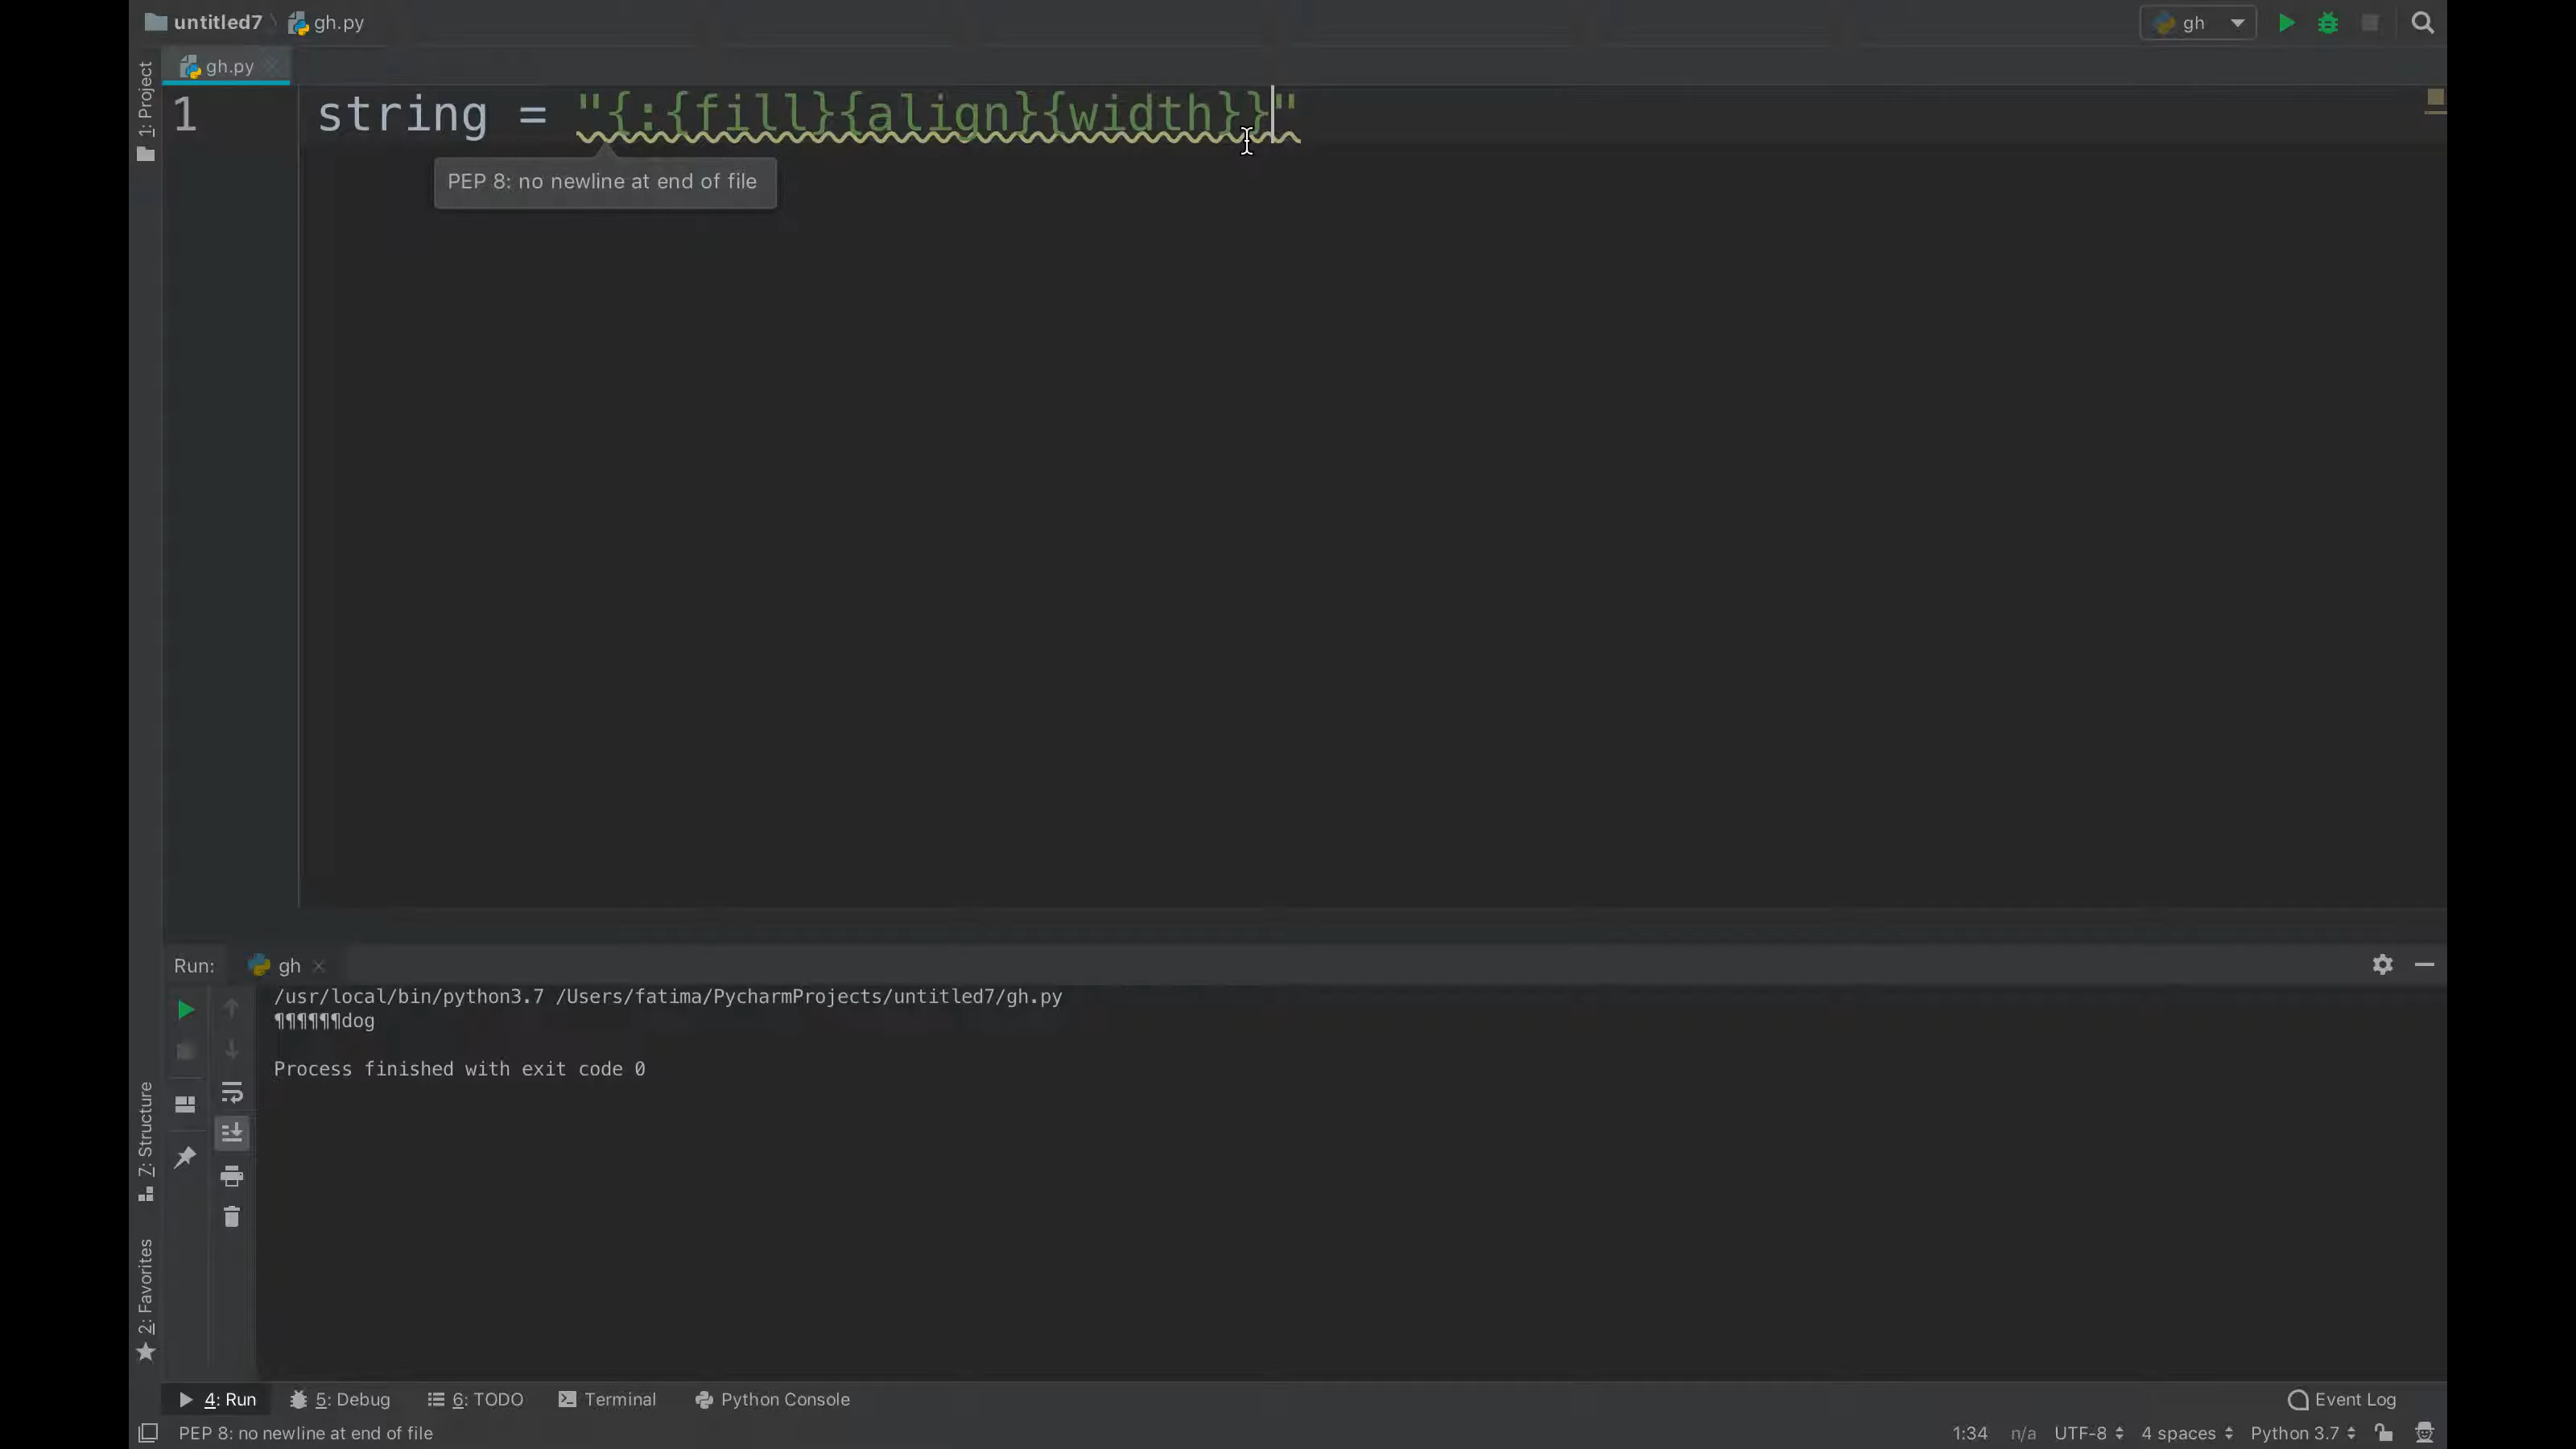 untitled7 gh.py
gh
gh.py
1: Project
1 string = "{:{fill}{align}{width}}"
PEP 8: no newline at end of file
Run: gh
/usr/local/bin/python3.7 /Users/fatima/PycharmProjects/untitled7/gh.py
¶¶¶¶¶¶dog
Process finished with exit code 0
7: Structure
2: Favorites
4: Run 5: Debug 6: TODO Terminal Python Console Event Log
PEP 8: no newline at end of file 1:34 n/a UTF-8 4 spaces Python 3.7